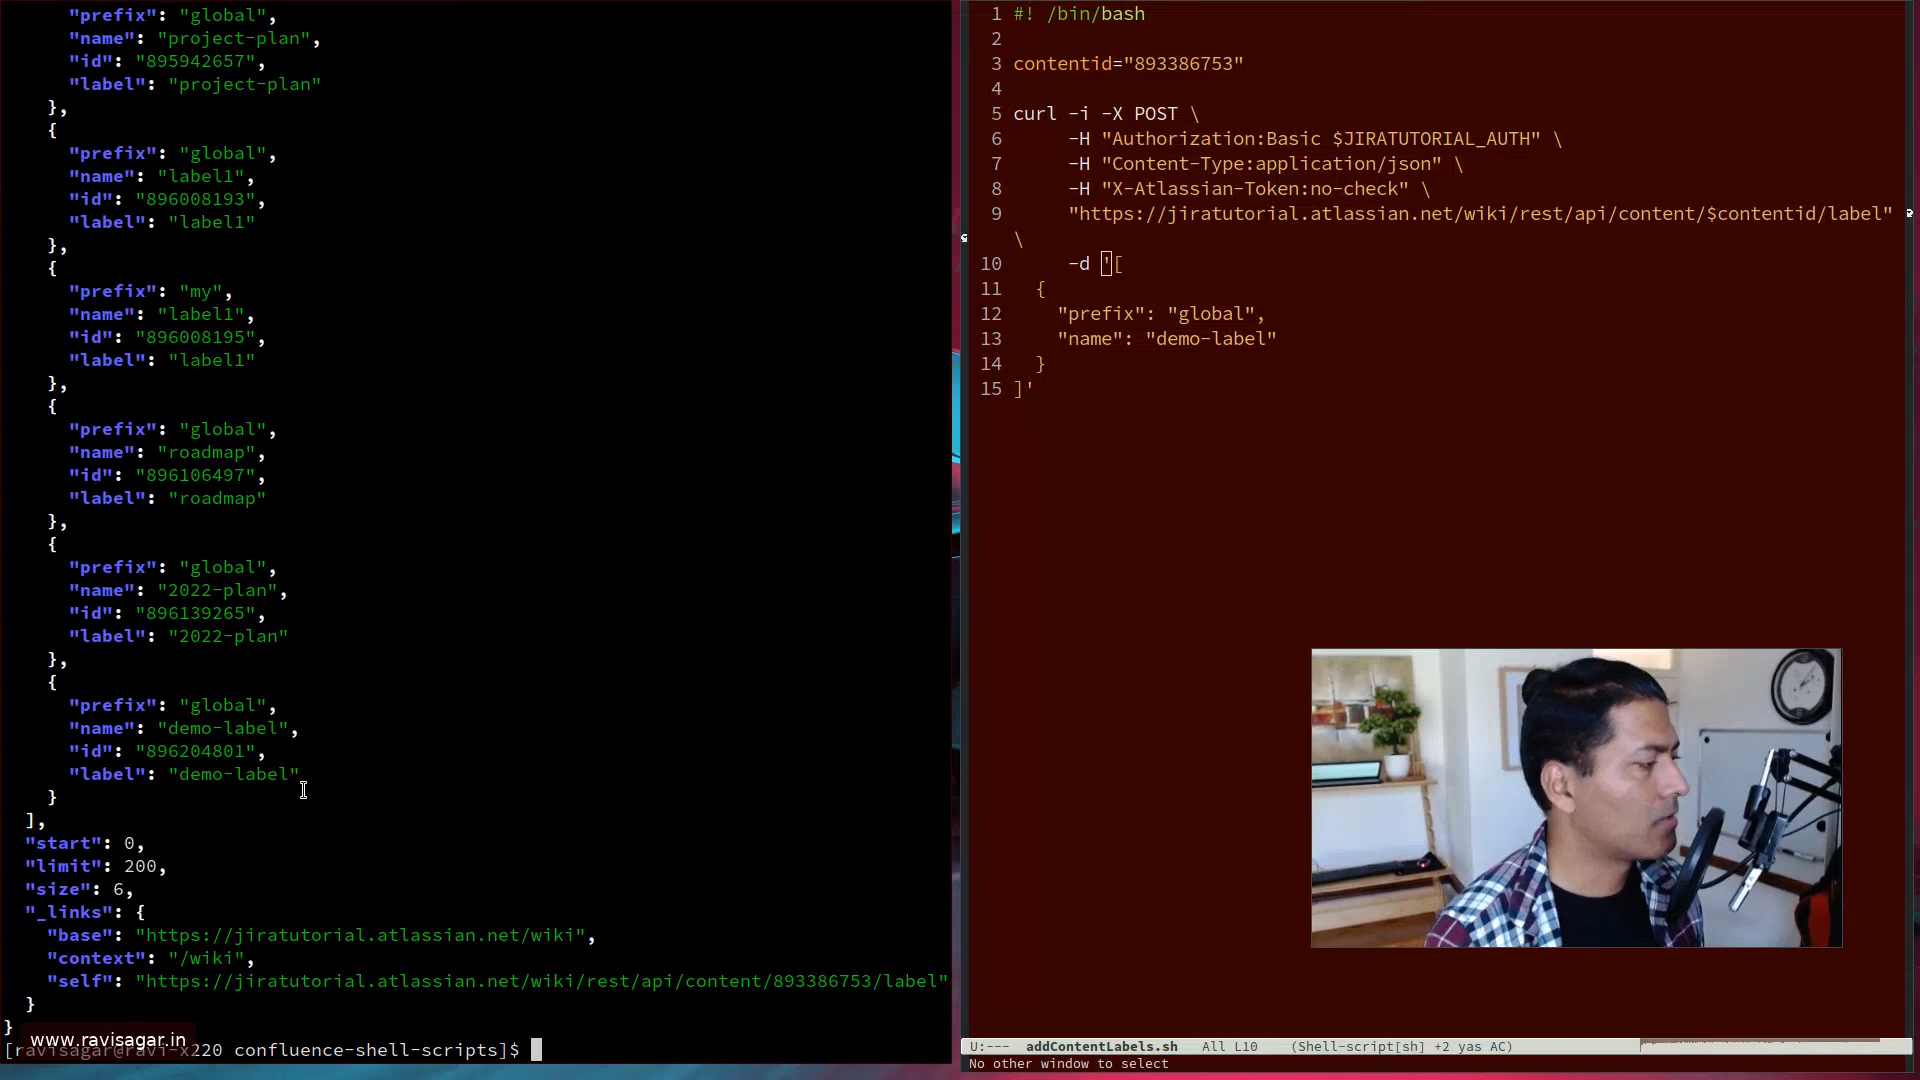 "prefix": "global",
"name": "project-plan",
"id": "895942657",
"label": "project-plan"
},
{
"prefix": "global",
"name": "label1",
"id": "896008193",
"label": "label1"
},
{
"prefix": "my",
"name": "label1",
"id": "896008195",
"label": "label1"
},
{
"prefix": "global",
"name": "roadmap",
"id": "896106497",
"label": "roadmap"
},
{
"prefix": "global",
"name": "2022-plan",
"id": "896139265",
"label": "2022-plan"
},
{
"prefix": "global",
"name": "demo-label",
"id": "896204801",
"label": "demo-label"
}
],
"start": 0,
"limit": 200,
"size": 6,
"_links": {
"base": "https://jiratutorial.atlassian.net/wiki",
"context": "/wiki",
"self": "https://jiratutorial.atlassian.net/wiki/rest/api/content/893386753/label"
}
}
www.ravisagar.in
[ravisagar@ravi-x220 confluence-shell-scripts]$
1 #! /bin/bash
2
3 contentid="893386753"
4
5 curl -i -X POST \
6 -H "Authorization:Basic $JIRATUTORIAL_AUTH" \
7 -H "Content-Type:application/json" \
8 -H "X-Atlassian-Token:no-check" \
9 "https://jiratutorial.atlassian.net/wiki/rest/api/content/$contentid/label"
\
10 -d '[
11 {
12 "prefix": "global",
13 "name": "demo-label"
14 }
15 ]'
U:--- addContentLabels.sh All L10 (Shell-script[sh] +2 yas AC)
No other window to select